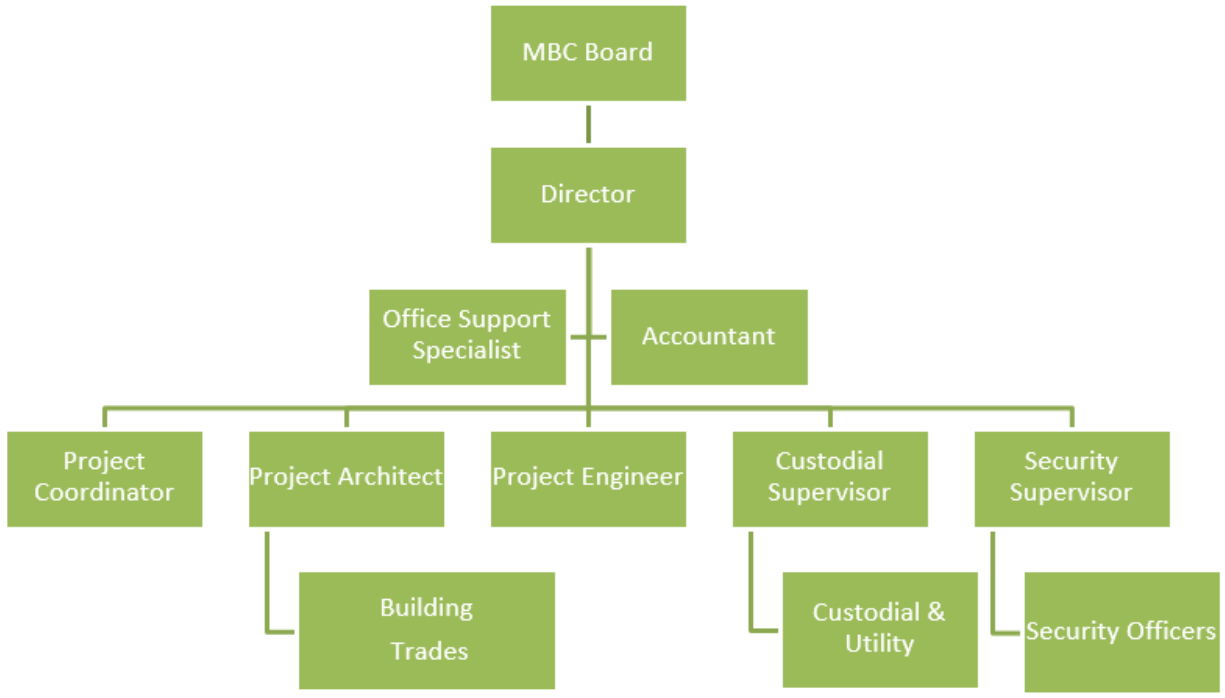 MBC Board
Director
Office Support
Specialist
Accountant
Project
Coordinator
Project Architect
Project Engineer
Custodial
Supervisor
Security
Supervisor
Building
Trades
Custodial &
Utility
Security Officers